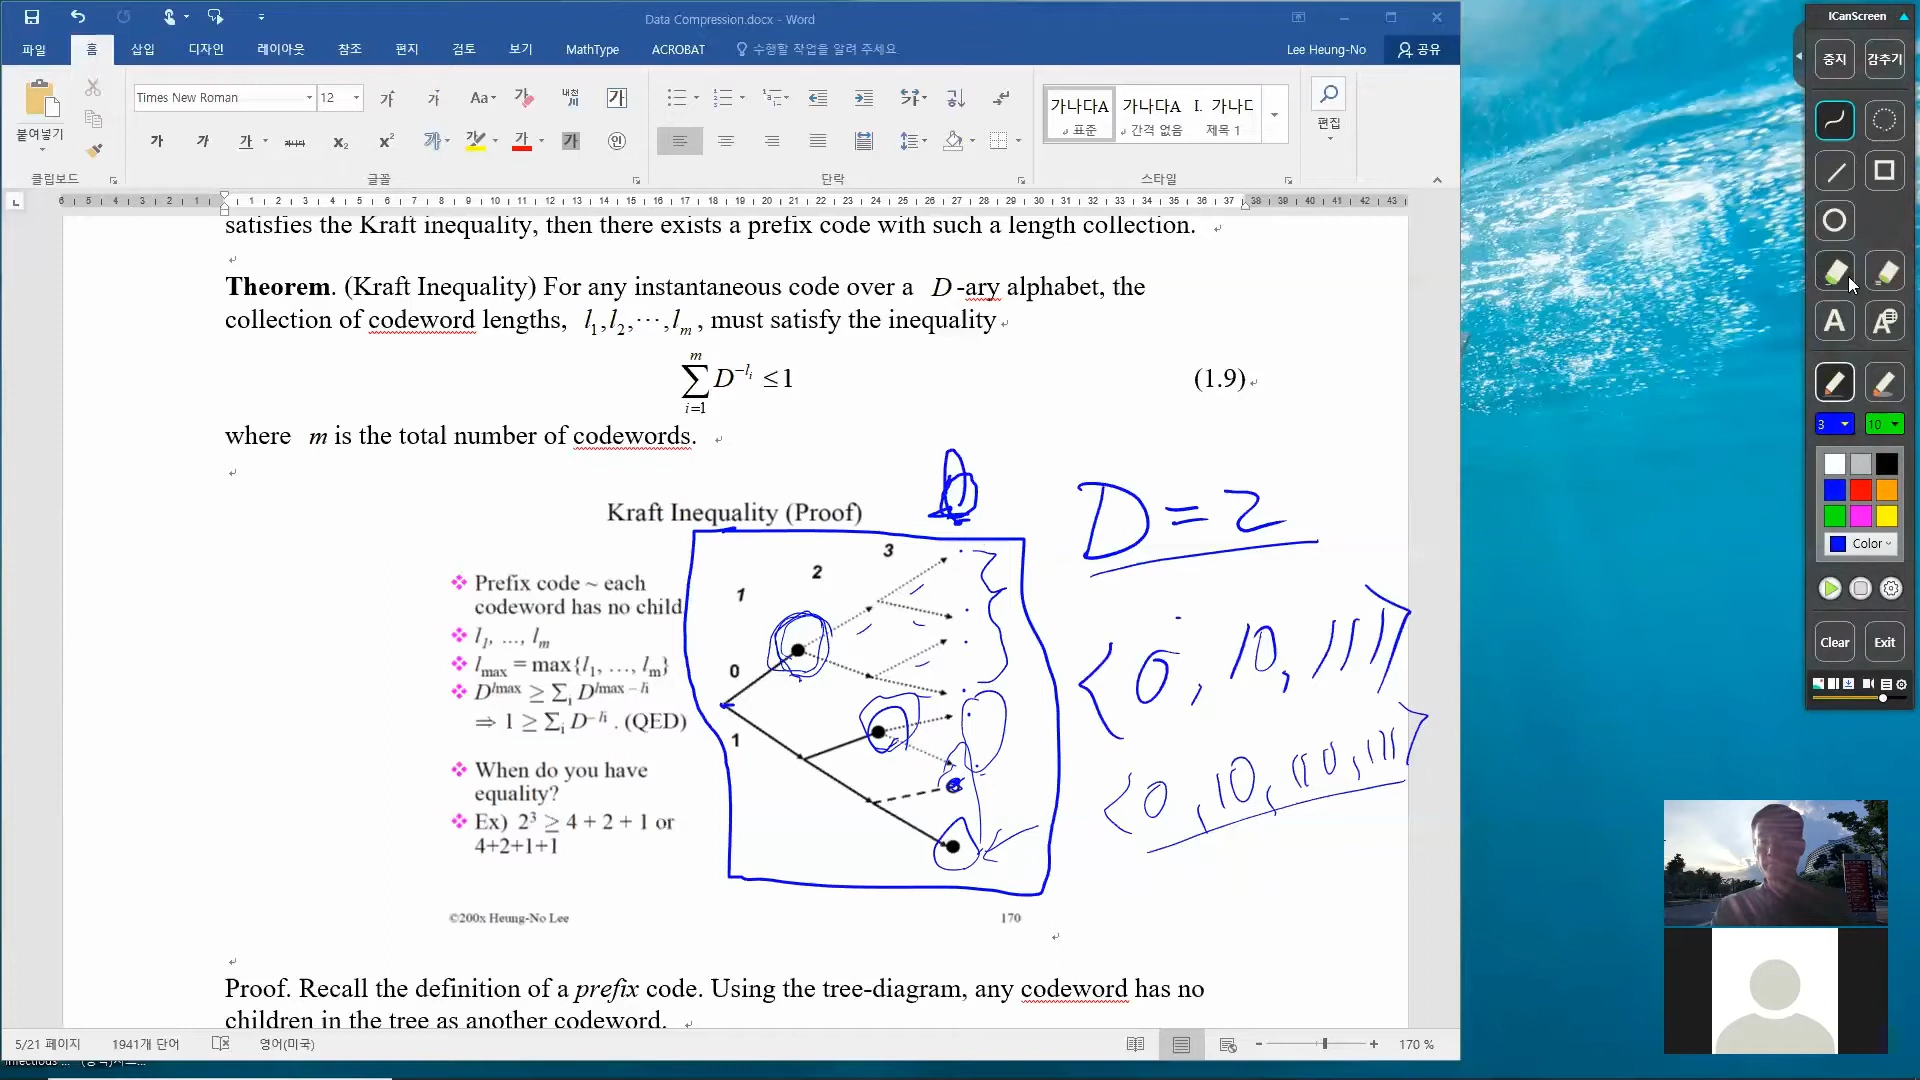 Data Compression.docx - Word
파일 홈 삽입 디자인 레이아웃 참조 편지 검토 보기 MathType ACROBAT 수행할 작업을 알려 주세요. Lee Heung-No 공유
Times New Roman 12
붙여넣기
클립보드 글꼴 단락 스타일
가나다A 가나다A I. 가나다
표준 간격 없음 제목 1
편집
satisfies the Kraft inequality, then there exists a prefix code with such a length collection.
Theorem. (Kraft Inequality) For any instantaneous code over a D -ary alphabet, the
collection of codeword lengths, l₁,l₂,⋯,lₘ, must satisfy the inequality
∑_{i=1}^{m} D^{-l_i} ≤ 1 (1.9)
where m is the total number of codewords.
Kraft Inequality (Proof)
D = 2
❖ Prefix code ~ each
codeword has no child
❖ l₁, …, lₘ
❖ l_max = max{l₁, …, lₘ}
❖ D^{lmax} ≥ Σᵢ D^{lmax – li}
⇒ 1 ≥ Σᵢ D^{–li} . (QED)
❖ When do you have
equality?
❖ Ex) 2³ ≥ 4 + 2 + 1 or
4+2+1+1
1 2 3
0
1
<0, 10, 111>
<0, 10, 110, 111>
©200x Heung-No Lee 170
Proof. Recall the definition of a prefix code. Using the tree-diagram, any codeword has no
children in the tree as another codeword.
5/21 페이지 1941개 단어 영어(미국) 170 %
ICanScreen
중지 감추기
A A
3 10
Color
Clear Exit